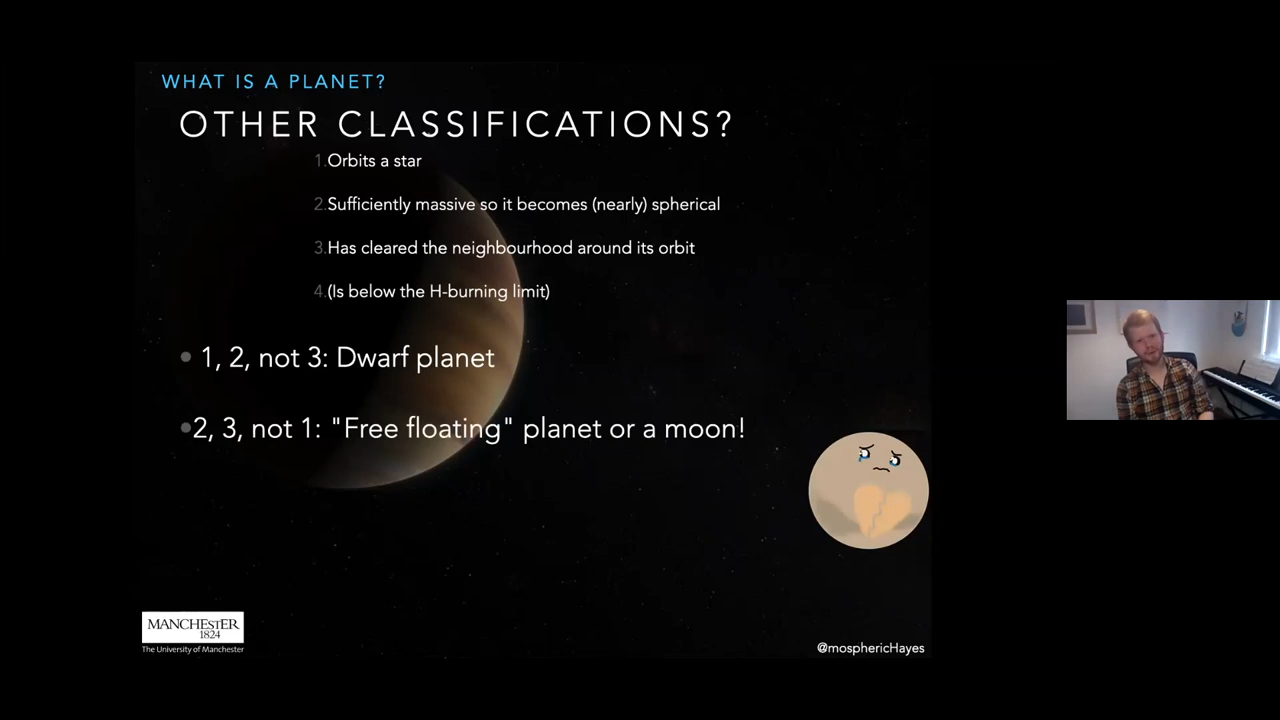 WHAT IS A PLANET?
OTHER CLASSIFICATIONS?
1.Orbits a star
2.Sufficiently massive so it becomes (nearly) spherical
3.Has cleared the neighbourhood around its orbit
4.(Is below the H-burning limit)
• 1, 2, not 3: Dwarf planet
•2, 3, not 1: "Free floating" planet or a moon!
MANCHESTER
1824
The University of Manchester
@mosphericHayes